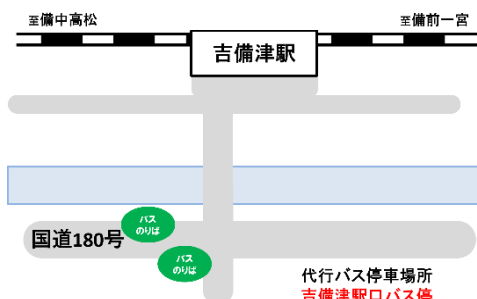 至備中高松
至備前一宮
吉備津駅
バス
のりば
国道180号
バス
のりば
代行バス停車場所
吉備津駅口バス停